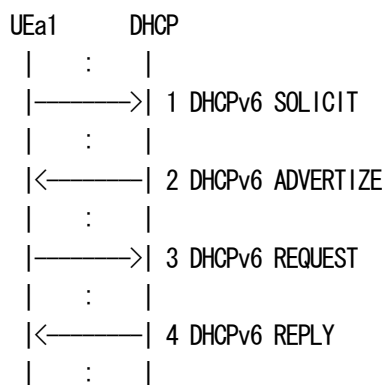 UEa1 DHCP
| : |
|-------->| 1 DHCPv6 SOLICIT
| : |
|<--------| 2 DHCPv6 ADVERTIZE
| : |
|-------->| 3 DHCPv6 REQUEST
| : |
|<--------| 4 DHCPv6 REPLY
| : |